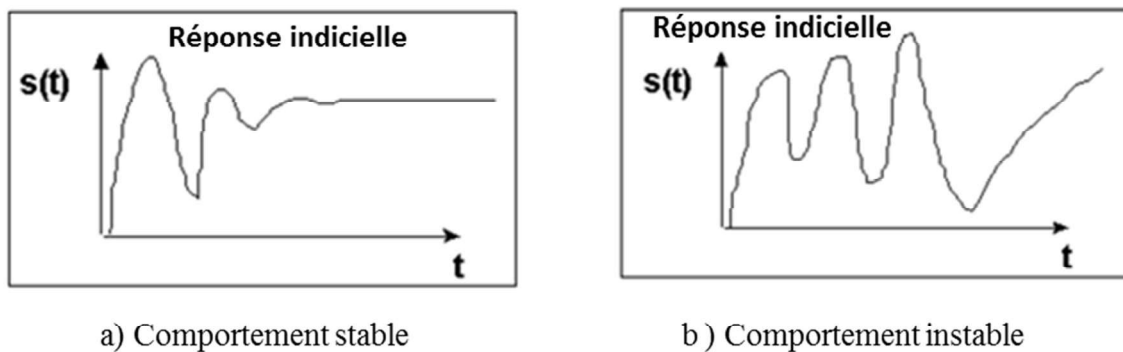 Réponse indicielle
s(t)
t
a) Comportement stable
Réponse indicielle
s(t)
t
b ) Comportement instable